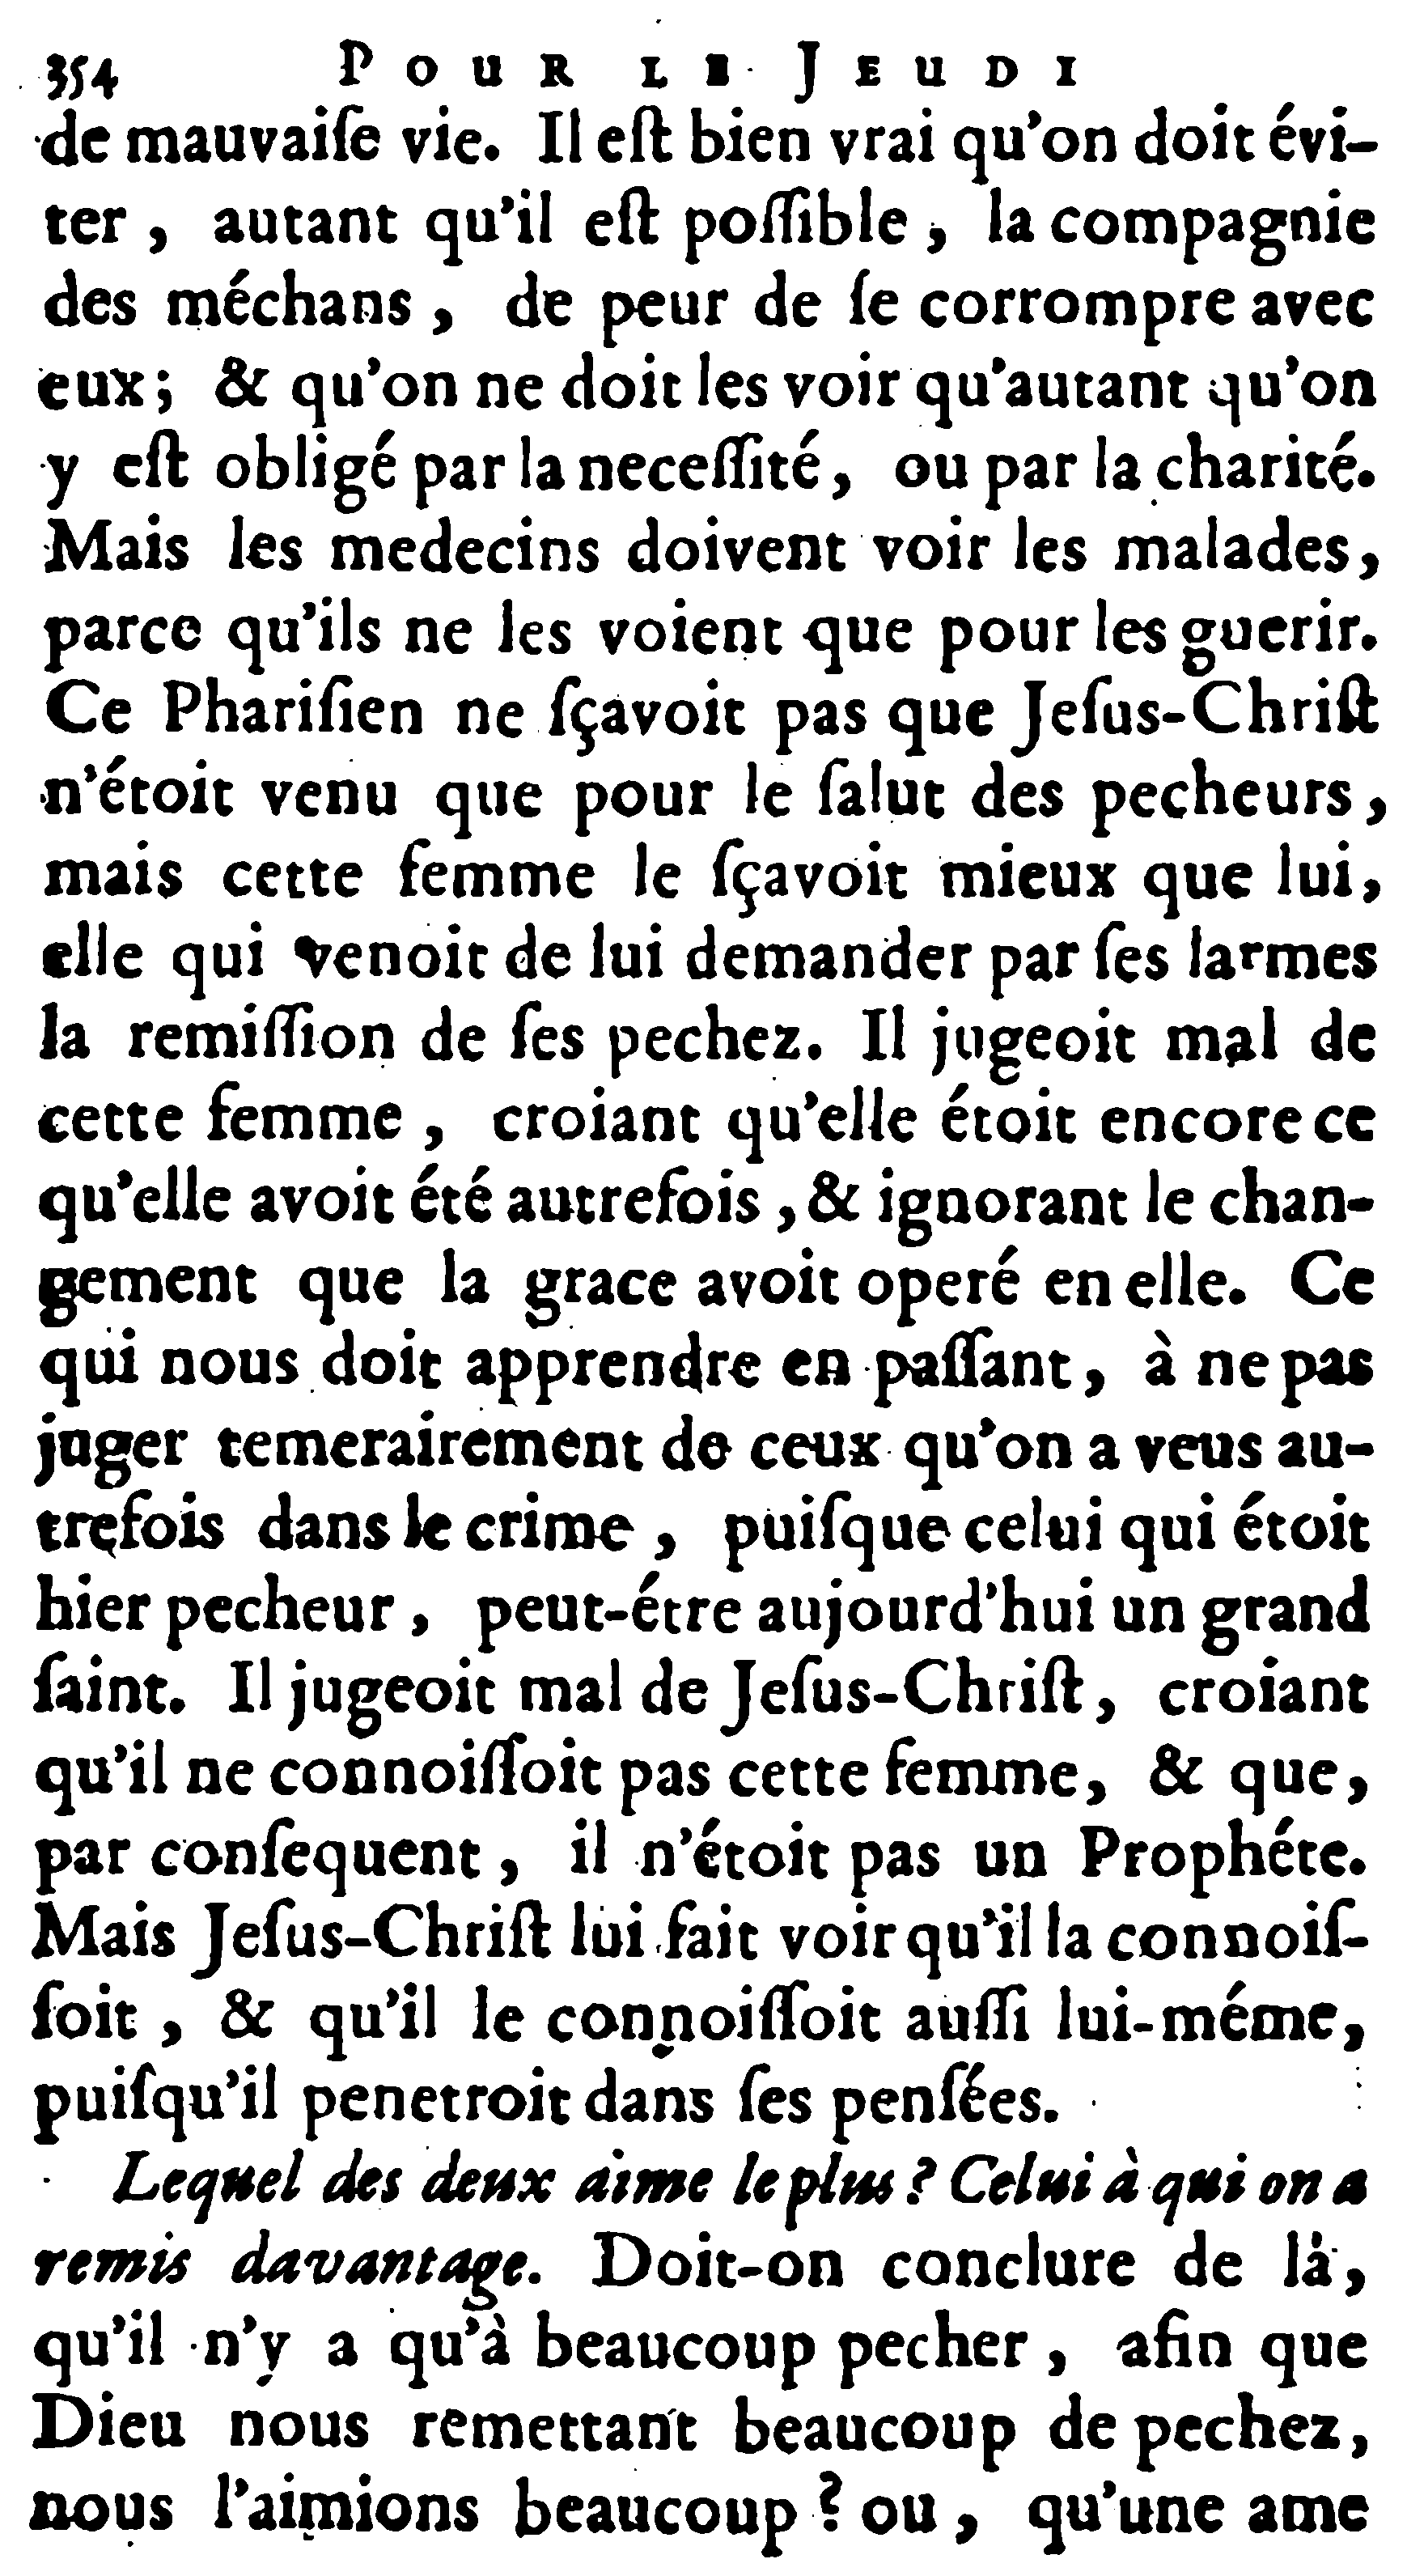 354 POUR LE JEUDI
de mauvaiſe vie. Il eſt bien vrai qu'on doit évi-
ter, autant qu'il eſt poſſible, la compagnie
des méchans, de peur de ſe corrompre avec
eux; & qu'on ne doit les voir qu'autant qu'on
y eſt obligé par la neceſſité, ou par la charité.
Mais les medecins doivent voir les malades,
parce qu'ils ne les voient que pour les guerir.
Ce Phariſien ne ſçavoit pas que Jeſus-Chriſt
n'étoit venu que pour le ſalut des pecheurs,
mais cette femme le ſçavoit mieux que lui,
elle qui venoit de lui demander par ſes larmes
la remiſſion de ſes pechez. Il jugeoit mal de
cette femme, croiant qu'elle étoit encore ce
qu'elle avoit été autrefois, & ignorant le chan-
gement que la grace avoit operé en elle. Ce
qui nous doit apprendre en paſſant, à ne pas
juger temerairement de ceux qu'on a veus au-
trefois dans le crime, puiſque celui qui étoit
hier pecheur, peut-étre aujourd'hui un grand
ſaint. Il jugeoit mal de Jeſus-Chriſt, croiant
qu'il ne connoiſſoit pas cette femme, & que,
par conſequent, il n'étoit pas un Prophéte.
Mais Jeſus-Chriſt lui fait voir qu'il la connoiſ-
ſoit, & qu'il le connoiſſoit auſſi lui-méme,
puiſqu'il penetroit dans ſes penſées.
Lequel des deux aime le plus? Celui à qui on a
remis davantage. Doit-on conclure de là,
qu'il n'y a qu'à beaucoup pecher, afin que
Dieu nous remettant beaucoup de pechez,
nous l'aimions beaucoup? ou, qu'une ame